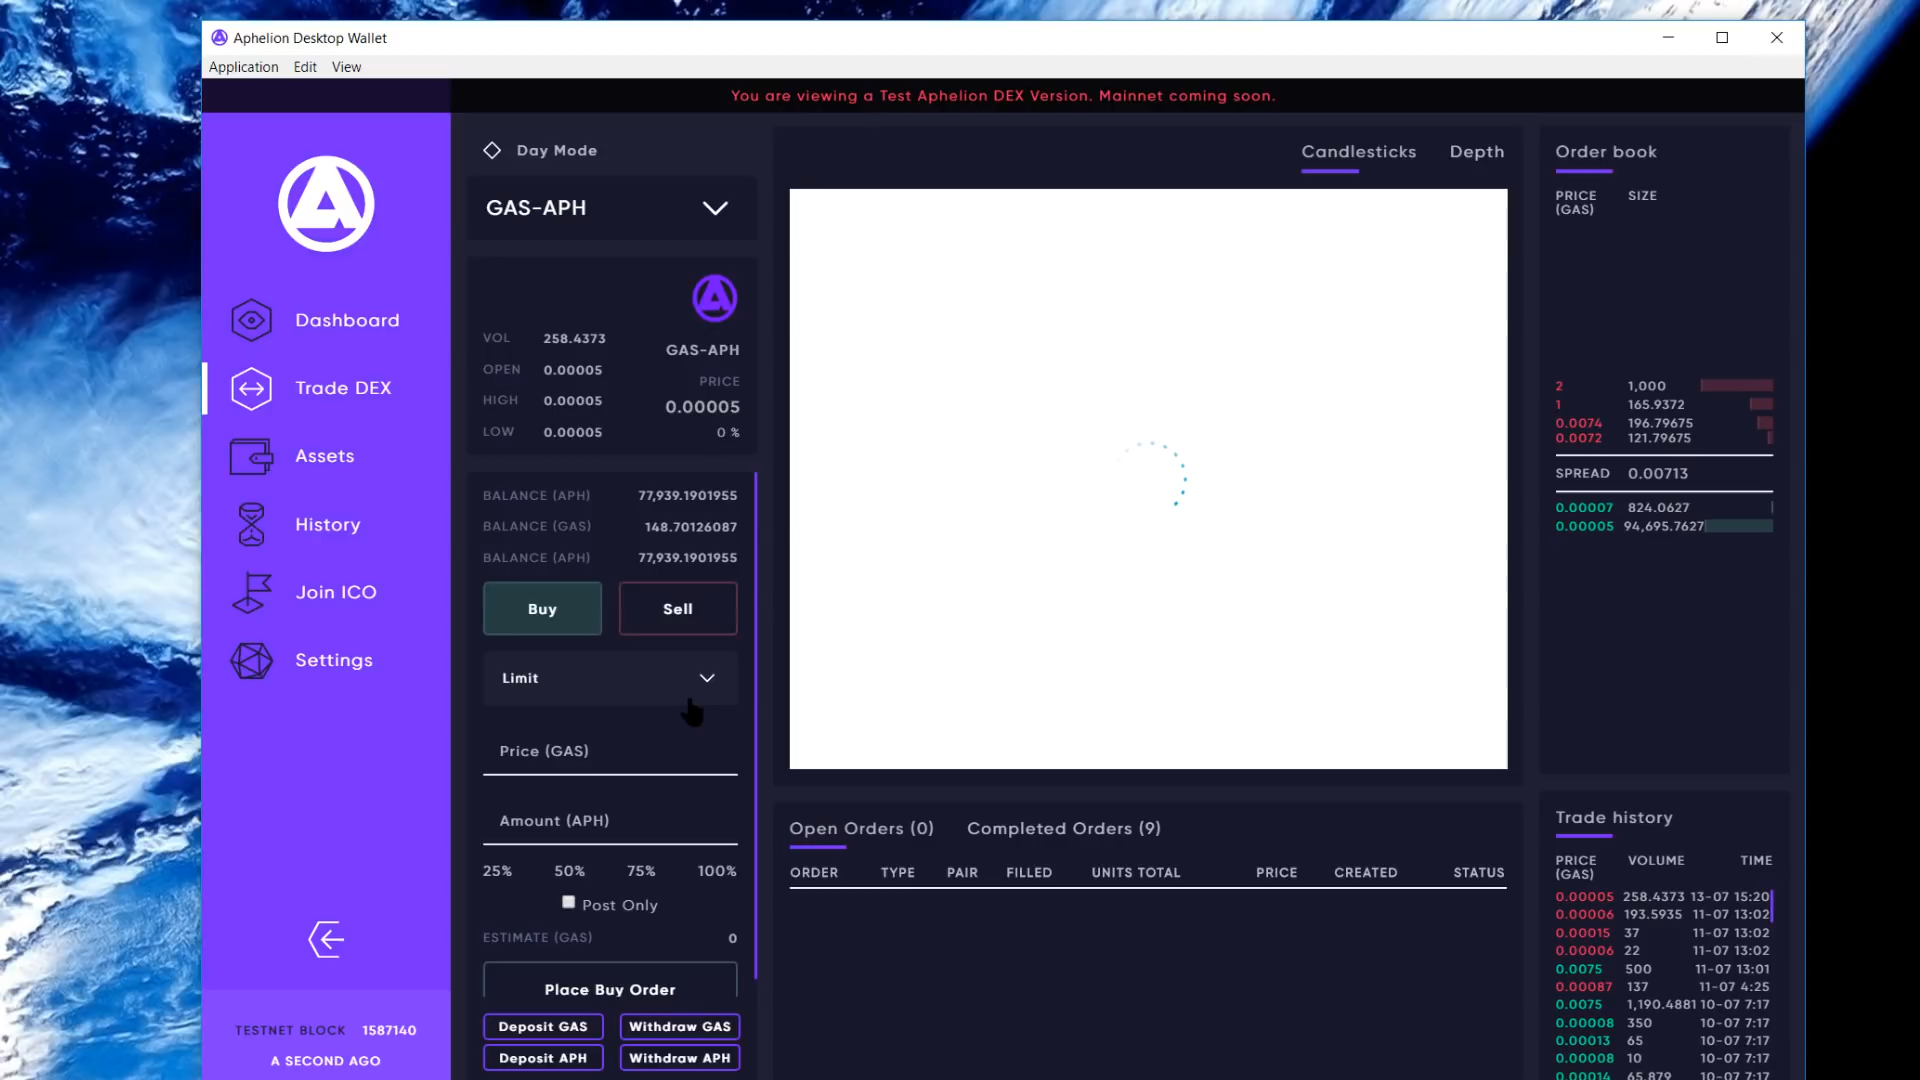 Aphelion Desktop Wallet
Application Edit View
You are viewing a Test Aphelion DEX Version. Mainnet coming soon.
Dashboard
Trade DEX
Assets
History
Join ICO
Settings
TESTNET BLOCK 1587140
A SECOND AGO
Day Mode
GAS-APH
VOL 258.4373
OPEN 0.00005
HIGH 0.00005
LOW 0.00005
GAS-APH
PRICE
0.00005
0 %
BALANCE (APH) 77,939.1901955
BALANCE (GAS) 148.70126087
BALANCE (APH) 77,939.1901955
Buy Sell
Limit
Price (GAS)
Amount (APH)
25% 50% 75% 100%
Post Only
ESTIMATE (GAS) 0
Place Buy Order
Deposit GAS Withdraw GAS
Deposit APH Withdraw APH
Candlesticks Depth
Open Orders (0) Completed Orders (9)
ORDER TYPE PAIR FILLED UNITS TOTAL PRICE CREATED STATUS
Order book
PRICE (GAS) SIZE
2 1,000
1 165.9372
0.0074 196.79675
0.0072 121.79675
SPREAD 0.00713
0.00007 824.0627
0.00005 94,695.7627
Trade history
PRICE (GAS) VOLUME TIME
0.00005 258.4373 13-07 15:20
0.00006 193.5935 11-07 13:02
0.00015 37 11-07 13:02
0.00006 22 11-07 13:02
0.0075 500 11-07 13:01
0.00087 137 11-07 4:25
0.0075 1,190.4881 10-07 7:17
0.00008 350 10-07 7:17
0.00013 65 10-07 7:17
0.00008 10 10-07 7:17
0.00014 65.879 10-07 7:17